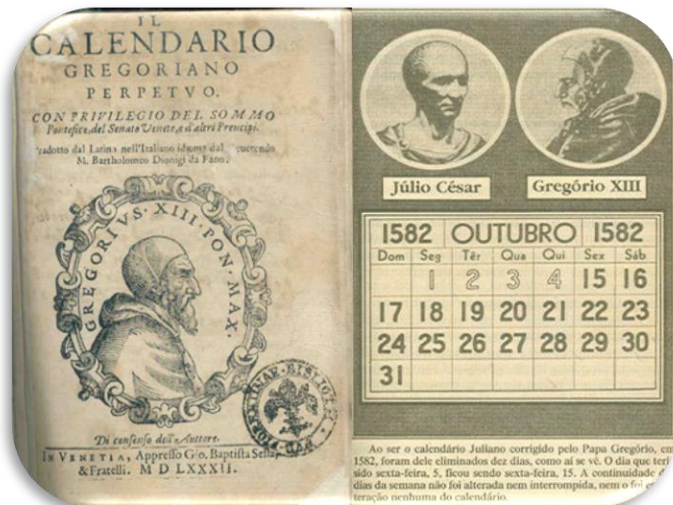 IL
CALENDARIO
GREGORIANO
PERPETVO.
CON PRIVILEGIO DEL SOMMO
Pontefice, del Senato Veneto, e d'altri Prencipi.
radotto dal Latino nell'Italiano idioma dal
M. Bartholomeo Dionigi da Fano.
GREGORIVS· XIII· PON· MAX·
Di consenso dell'Auttore.
IN VENETIA, Appresso Gio. Baptista Sessa,
& Fratelli. M D LXXXII.
Júlio César
Gregório XIII
1582 OUTUBRO 1582
Dom Seg Têr Qua Qui Sex Sáb
1 2 3 4 15 16
17 18 19 20 21 22 23
24 25 26 27 28 29 30
31
Ao ser o calendário Juliano corrigido pelo Papa Gregório, em
1582, foram dele eliminados dez dias, como aí se vê. O dia que teri
sido sexta-feira, 5, ficou sendo sexta-feira, 15. A continuidade d
dias da semana não foi alterada nem interrompida, nem o foi
teração nenhuma do calendário.